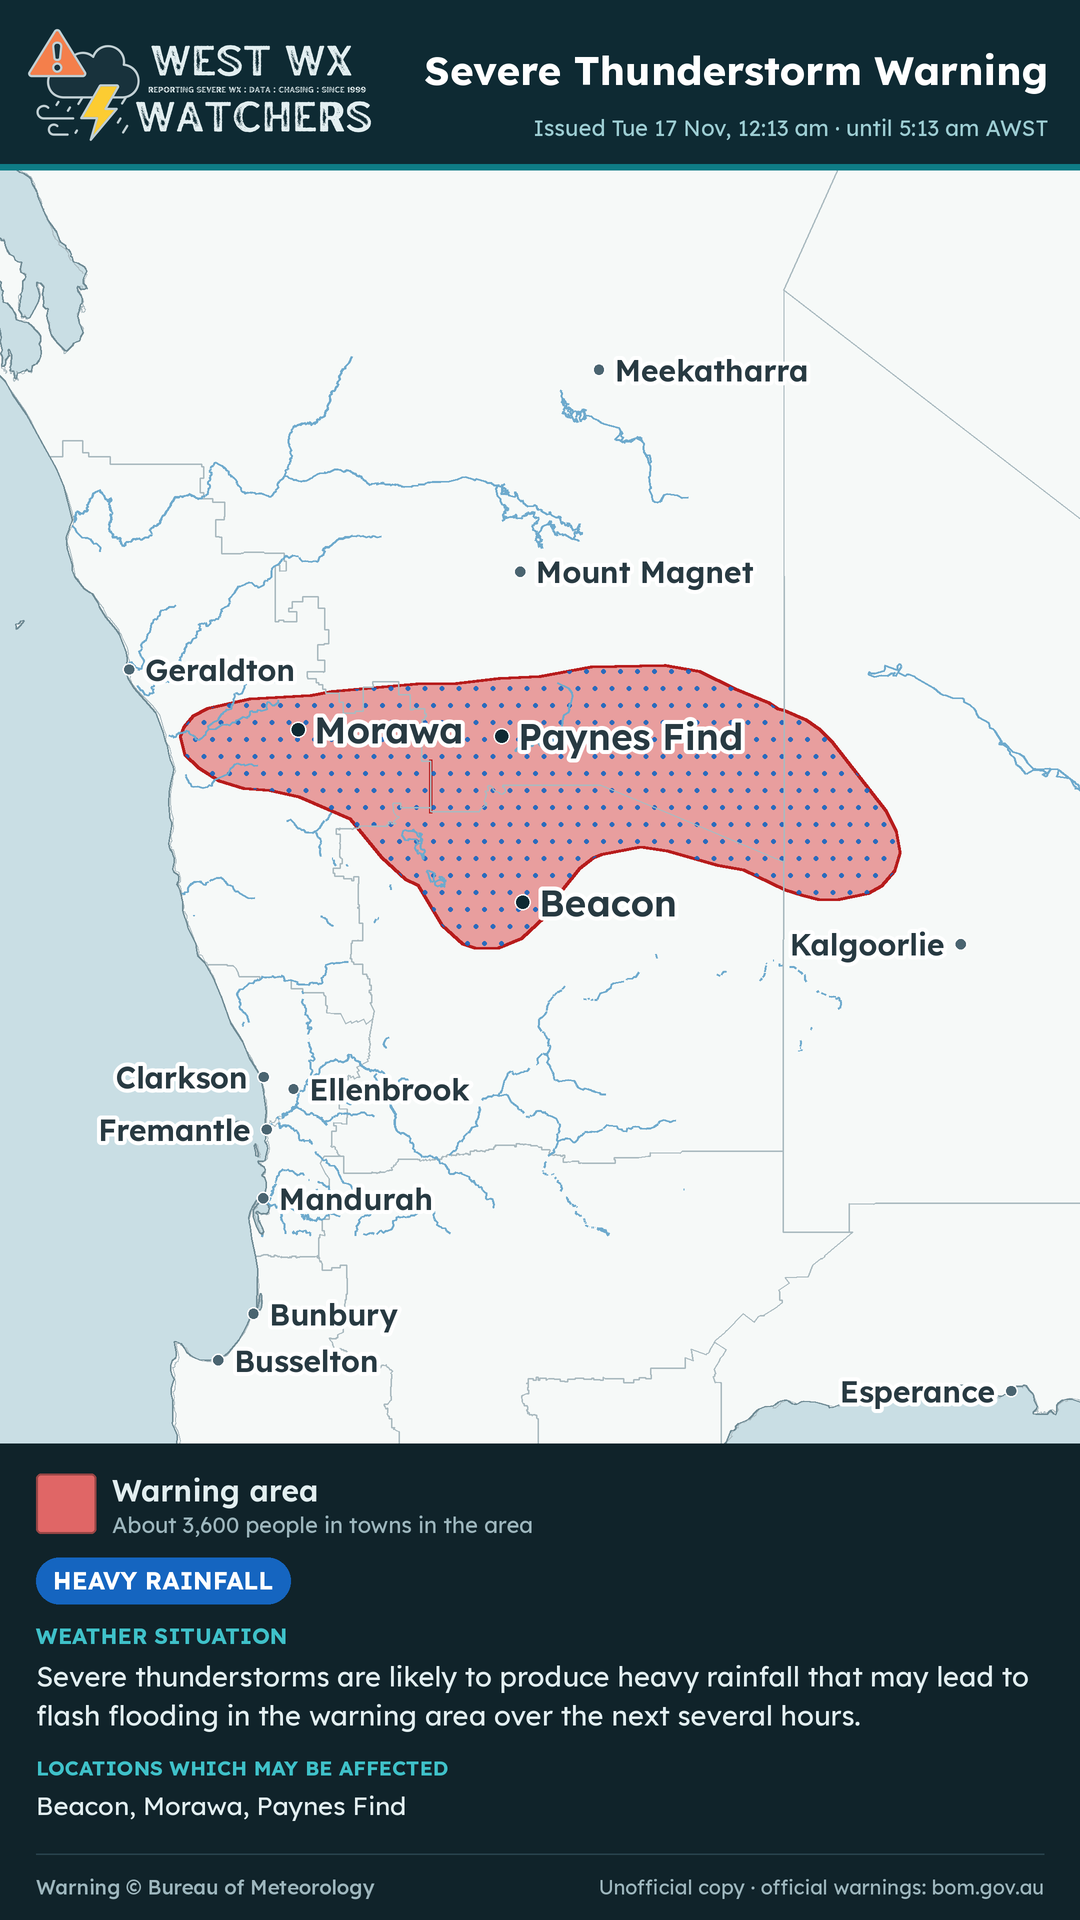 WEST WX
REPORTING SEVERE WX : DATA : CHASING : SINCE 1999
WATCHERS
Severe Thunderstorm Warning
Issued Tue 17 Nov, 12:13 am · until 5:13 am AWST
Meekatharra
Mount Magnet
Geraldton
Morawa
Paynes Find
Beacon
Kalgoorlie
Clarkson
Ellenbrook
Fremantle
Mandurah
Bunbury
Busselton
Esperance
Warning area
About 3,600 people in towns in the area
HEAVY RAINFALL
WEATHER SITUATION
Severe thunderstorms are likely to produce heavy rainfall that may lead to
flash flooding in the warning area over the next several hours.
LOCATIONS WHICH MAY BE AFFECTED
Beacon, Morawa, Paynes Find
Warning © Bureau of Meteorology
Unofficial copy · official warnings: bom.gov.au